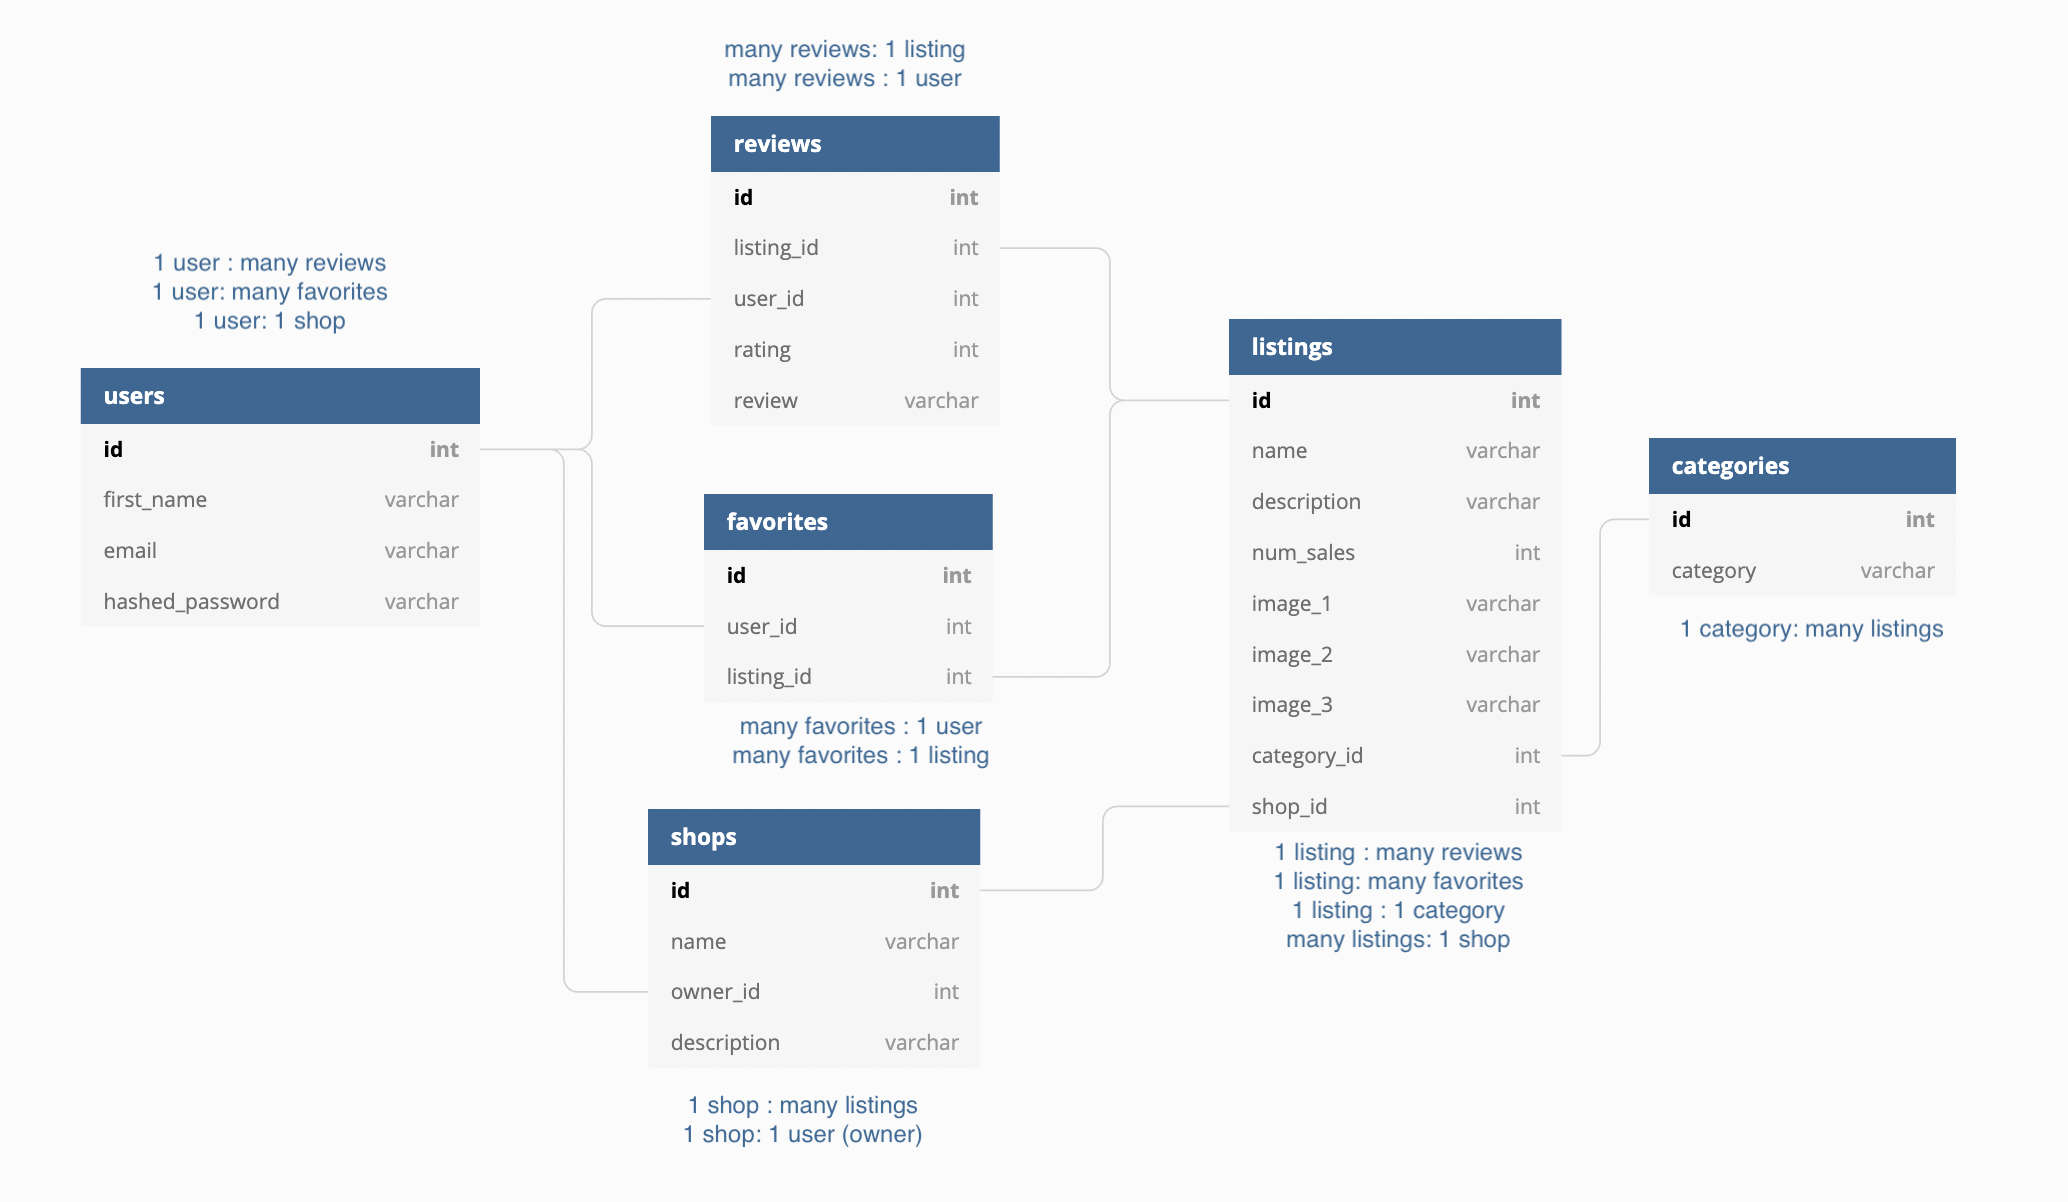 many reviews: 1 listing
many reviews : 1 user
reviews
id int
listing_id int
user_id int
rating int
review varchar
1 user : many reviews
1 user: many favorites
1 user: 1 shop
users
id int
first_name varchar
email varchar
hashed_password varchar
favorites
id int
user_id int
listing_id int
many favorites : 1 user
many favorites : 1 listing
shops
id int
name varchar
owner_id int
description varchar
1 shop : many listings
1 shop: 1 user (owner)
listings
id int
name varchar
description varchar
num_sales int
image_1 varchar
image_2 varchar
image_3 varchar
category_id int
shop_id int
1 listing : many reviews
1 listing: many favorites
1 listing : 1 category
many listings: 1 shop
categories
id int
category varchar
1 category: many listings